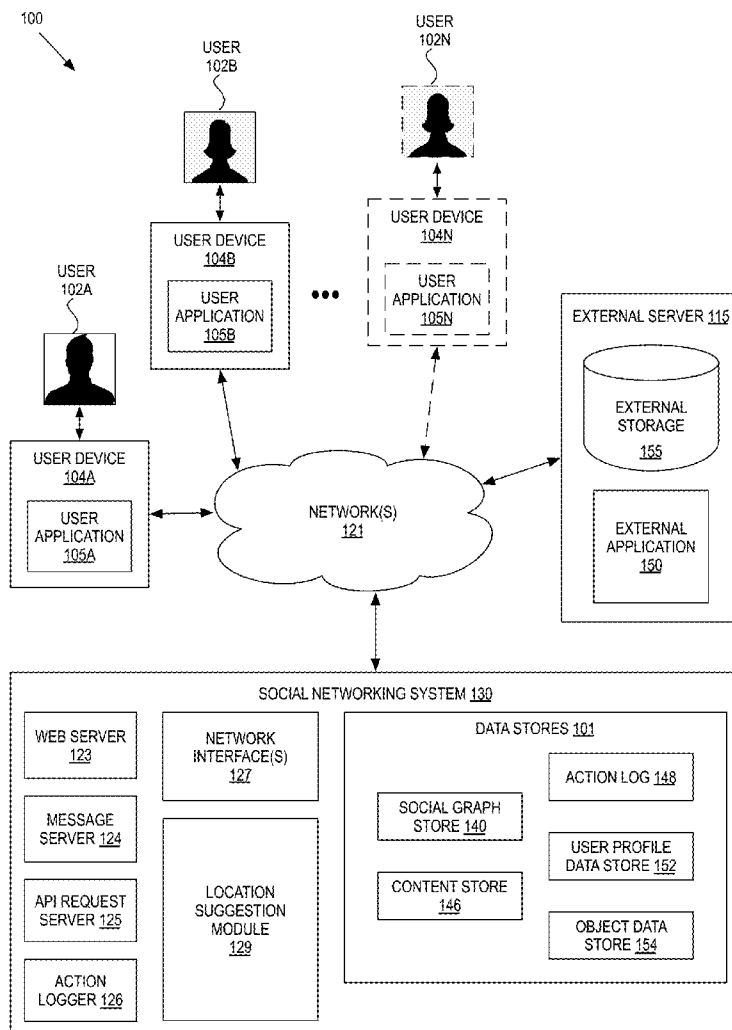 100
USER
102A
USER
102B
USER
102N
USER DEVICE
104A
USER
APPLICATION
105A
USER DEVICE
104B
USER
APPLICATION
105B
USER DEVICE
104N
USER
APPLICATION
105N
EXTERNAL SERVER 115
EXTERNAL
STORAGE
155
EXTERNAL
APPLICATION
150
NETWORK(S)
121
SOCIAL NETWORKING SYSTEM 130
WEB SERVER
123
MESSAGE
SERVER 124
API REQUEST
SERVER 125
ACTION
LOGGER 126
NETWORK
INTERFACE(S)
127
LOCATION
SUGGESTION
MODULE
129
DATA STORES 101
SOCIAL GRAPH
STORE 140
CONTENT STORE
146
ACTION LOG 148
USER PROFILE
DATA STORE 152
OBJECT DATA
STORE 154